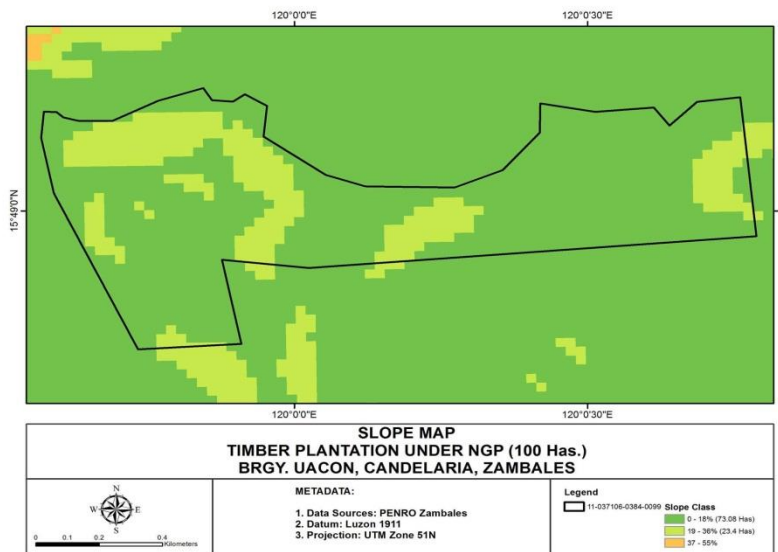 120°0'0"E 120°0'30"E
15°49'0"N
120°0'0"E 120°0'30"E
SLOPE MAP
TIMBER PLANTATION UNDER NGP (100 Has.)
BRGY. UACON, CANDELARIA, ZAMBALES
N
W E
S
0 0.1 0.2 0.4
Kilometers
METADATA:
1. Data Sources: PENRO Zambales
2. Datum: Luzon 1911
3. Projection: UTM Zone 51N
Legend
11-037106-0384-0099
Slope Class
0 - 18% (73.08 Has)
19 - 36% (23.4 Has)
37 - 55%